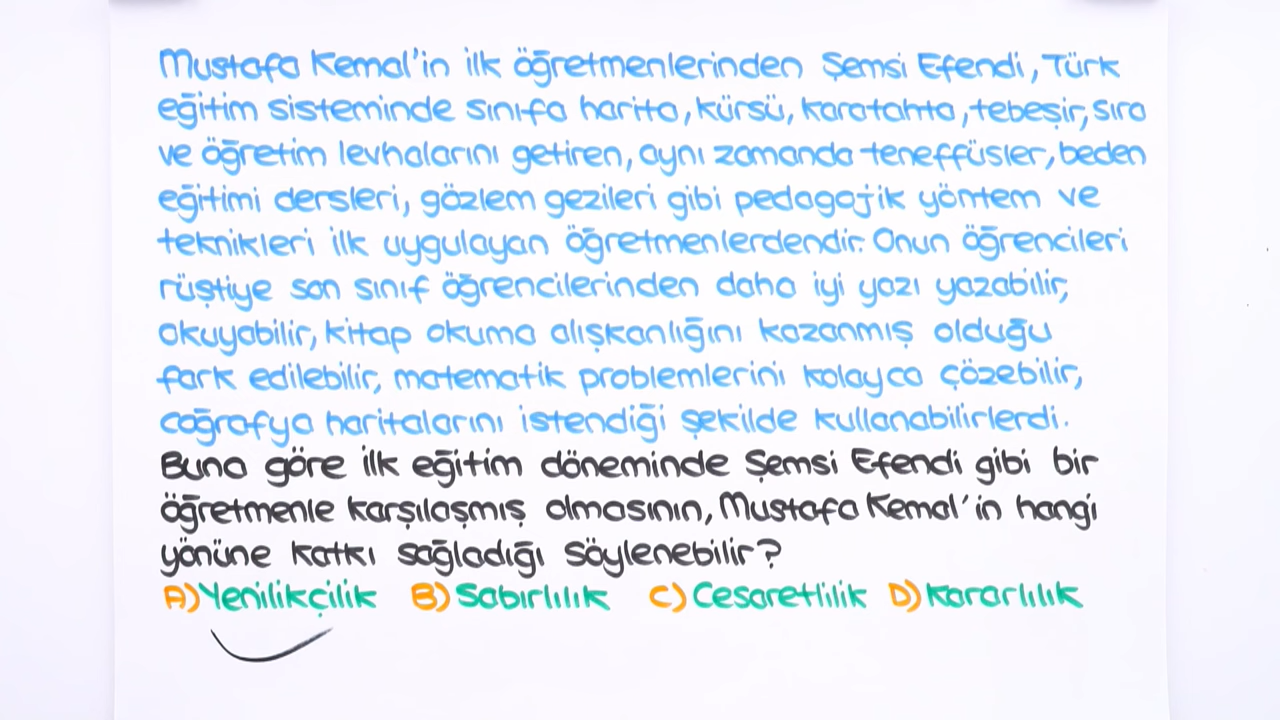 Mustafa Kemal'in ilk öğretmenlerinden Şemsi Efendi, Türk
eğitim sisteminde sınıfa harita, kürsü, karatahta, tebeşir, sıra
ve öğretim levhalarını getiren, aynı zamanda teneffüsler, beden
eğitimi dersleri, gözlem gezileri gibi pedagojik yöntem ve
teknikleri ilk uygulayan öğretmenlerdendir. Onun öğrencileri
rüştiye son sınıf öğrencilerinden daha iyi yazı yazabilir,
okuyabilir, kitap okuma alışkanlığını kazanmış olduğu
fark edilebilir, matematik problemlerini kolayca çözebilir,
coğrafya haritalarını istendiği şekilde kullanabilirlerdi.
Buna göre ilk eğitim döneminde Şemsi Efendi gibi bir
öğretmenle karşılaşmış olmasının, Mustafa Kemal'in hangi
yönüne katkı sağladığı söylenebilir?
A) Yenilikçilik B) Sabırlılık C) Cesaretlilik D) Kararlılık